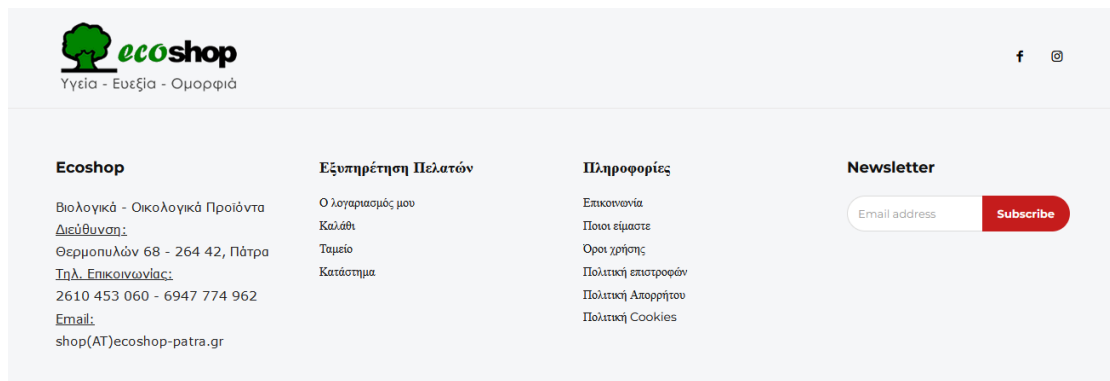 ecoshop
Υγεία - Ευεξία - Ομορφιά
Ecoshop
Βιολογικά - Οικολογικά Προϊόντα
Διεύθυνση:
Θερμοπυλών 68 - 264 42, Πάτρα
Τηλ. Επικοινωνίας:
2610 453 060 - 6947 774 962
Email:
shop(AT)ecoshop-patra.gr
Εξυπηρέτηση Πελατών
Ο λογαριασμός μου
Καλάθι
Ταμείο
Κατάστημα
Πληροφορίες
Επικοινωνία
Ποιοι είμαστε
Όροι χρήσης
Πολιτική επιστροφών
Πολιτική Απορρήτου
Πολιτική Cookies
Newsletter
Email address
Subscribe